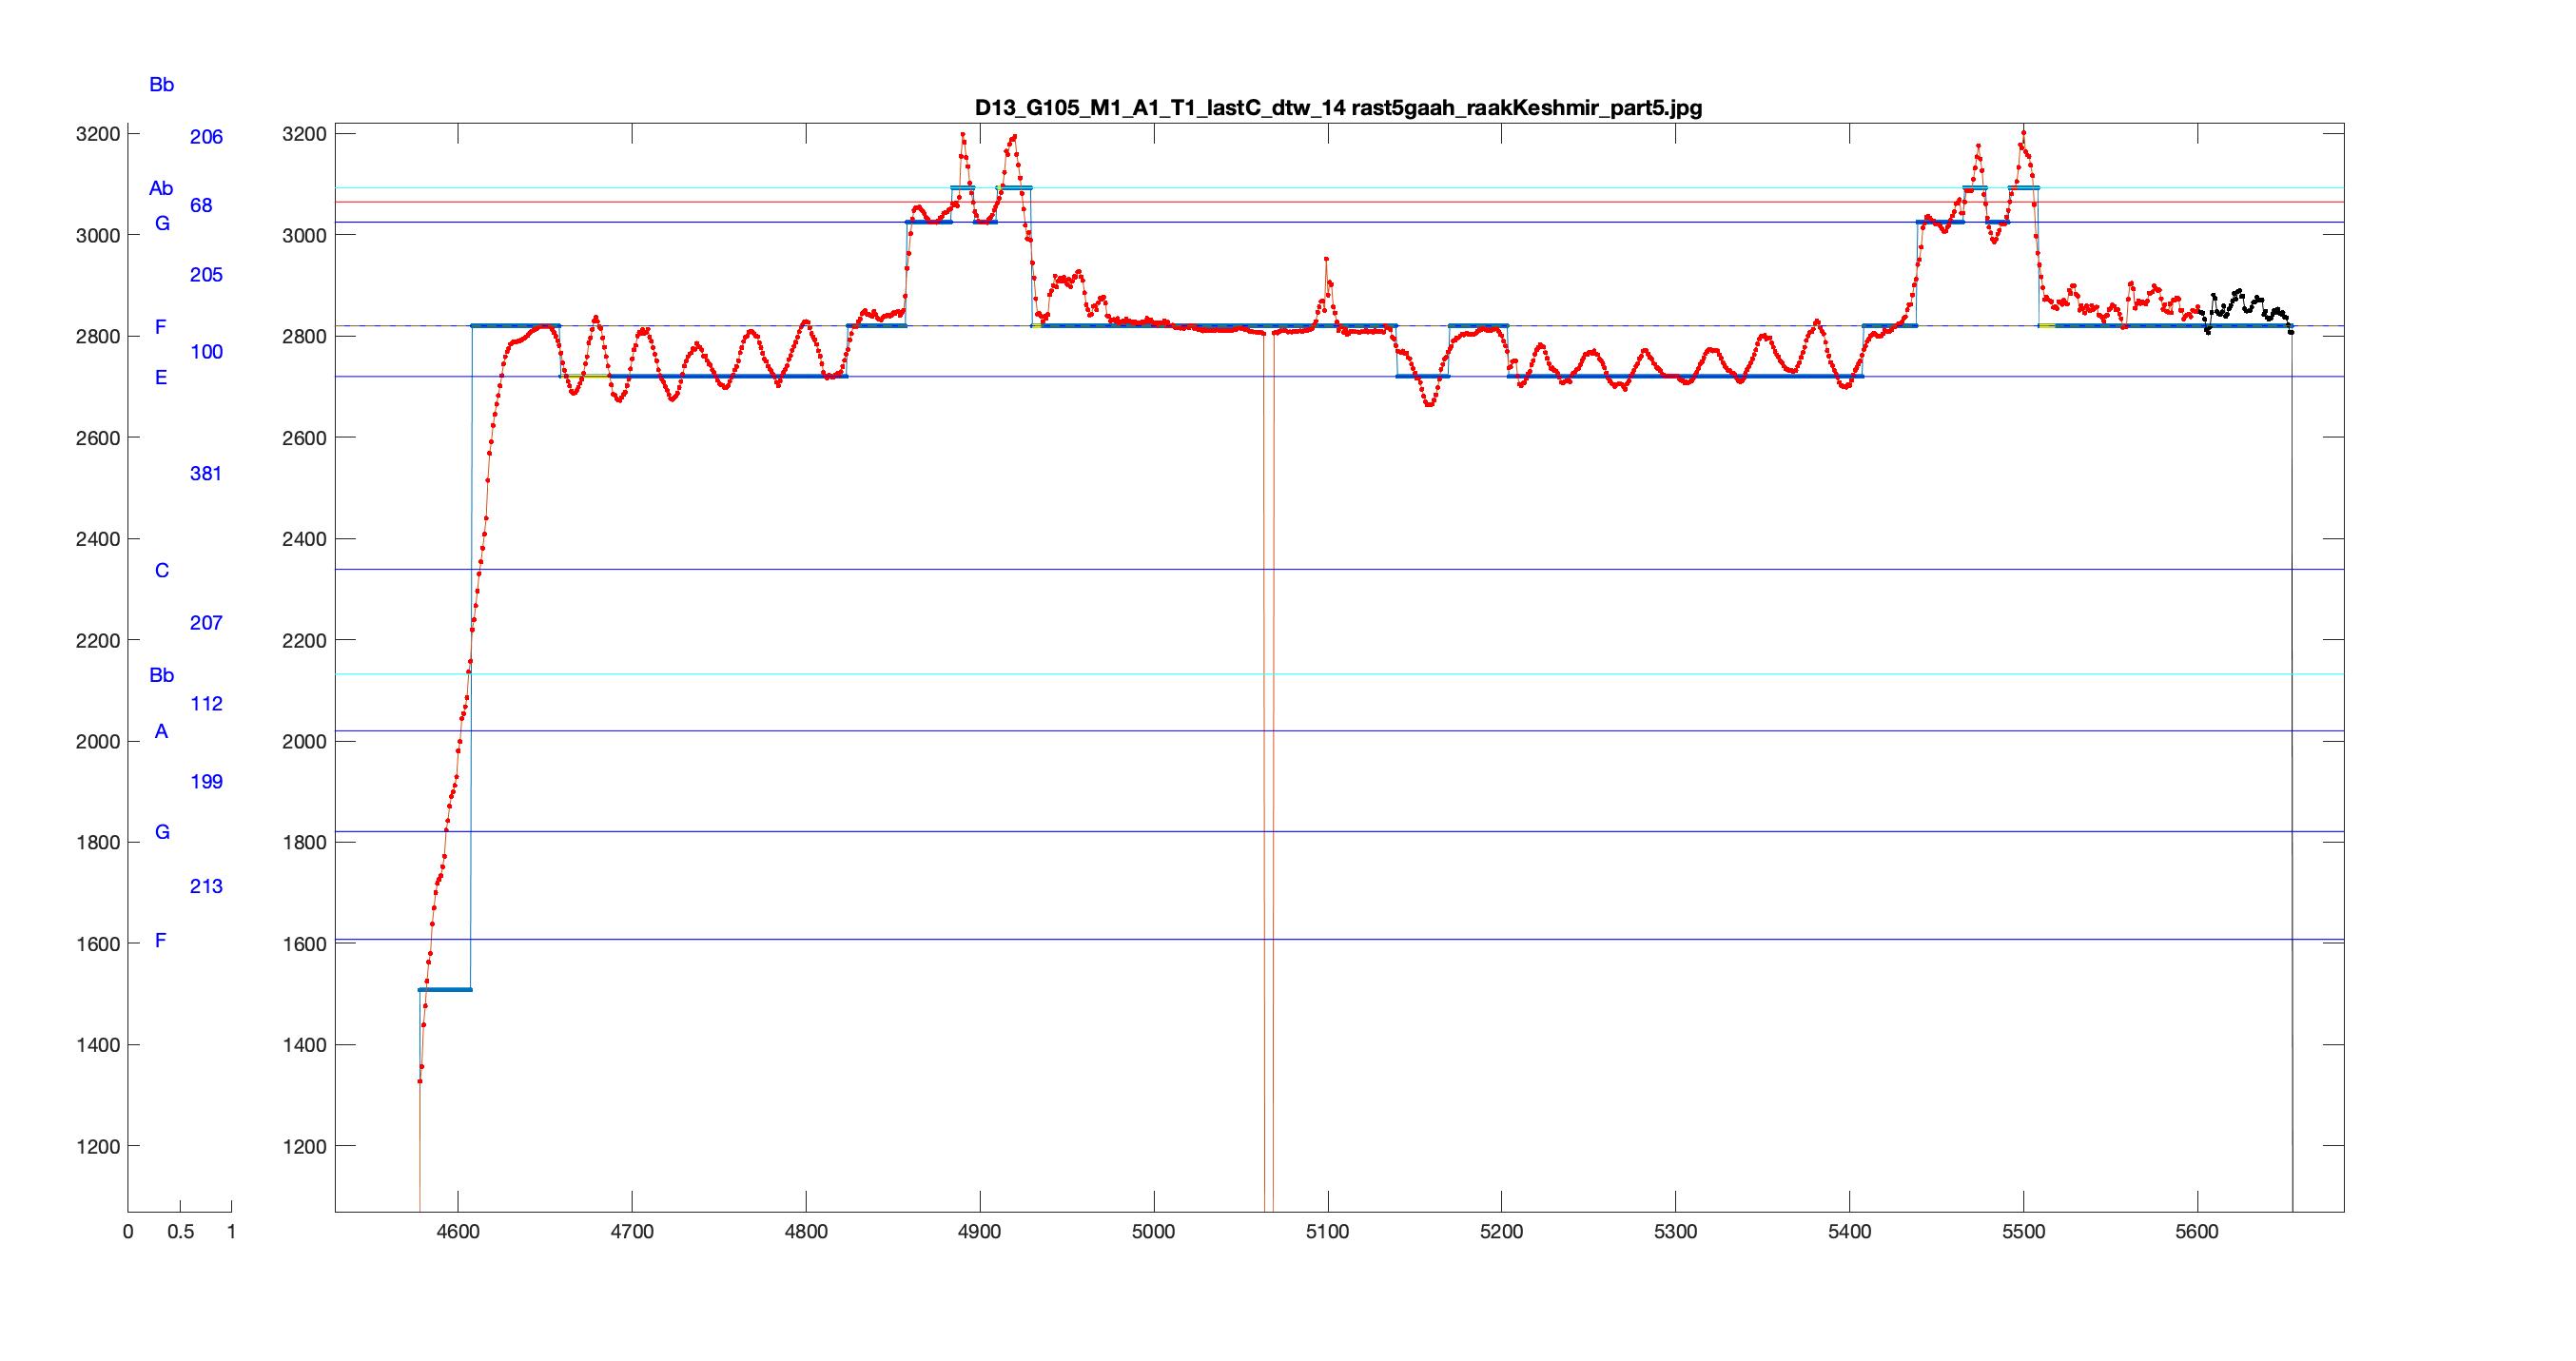 D13_G105_M1_A1_T1_lastC_dtw_14 rast5gaah_raakKeshmir_part5.jpg
Bb
3200 206 3200
Ab
68
G
3000 3000
205
F
2800 2800
100
E
2600 2600
381
2400 2400
C
207
2200 2200
Bb
112
A
2000 2000
199
G
1800 1800
213
F
1600 1600
1400 1400
1200 1200
0 0.5 1 4600 4700 4800 4900 5000 5100 5200 5300 5400 5500 5600